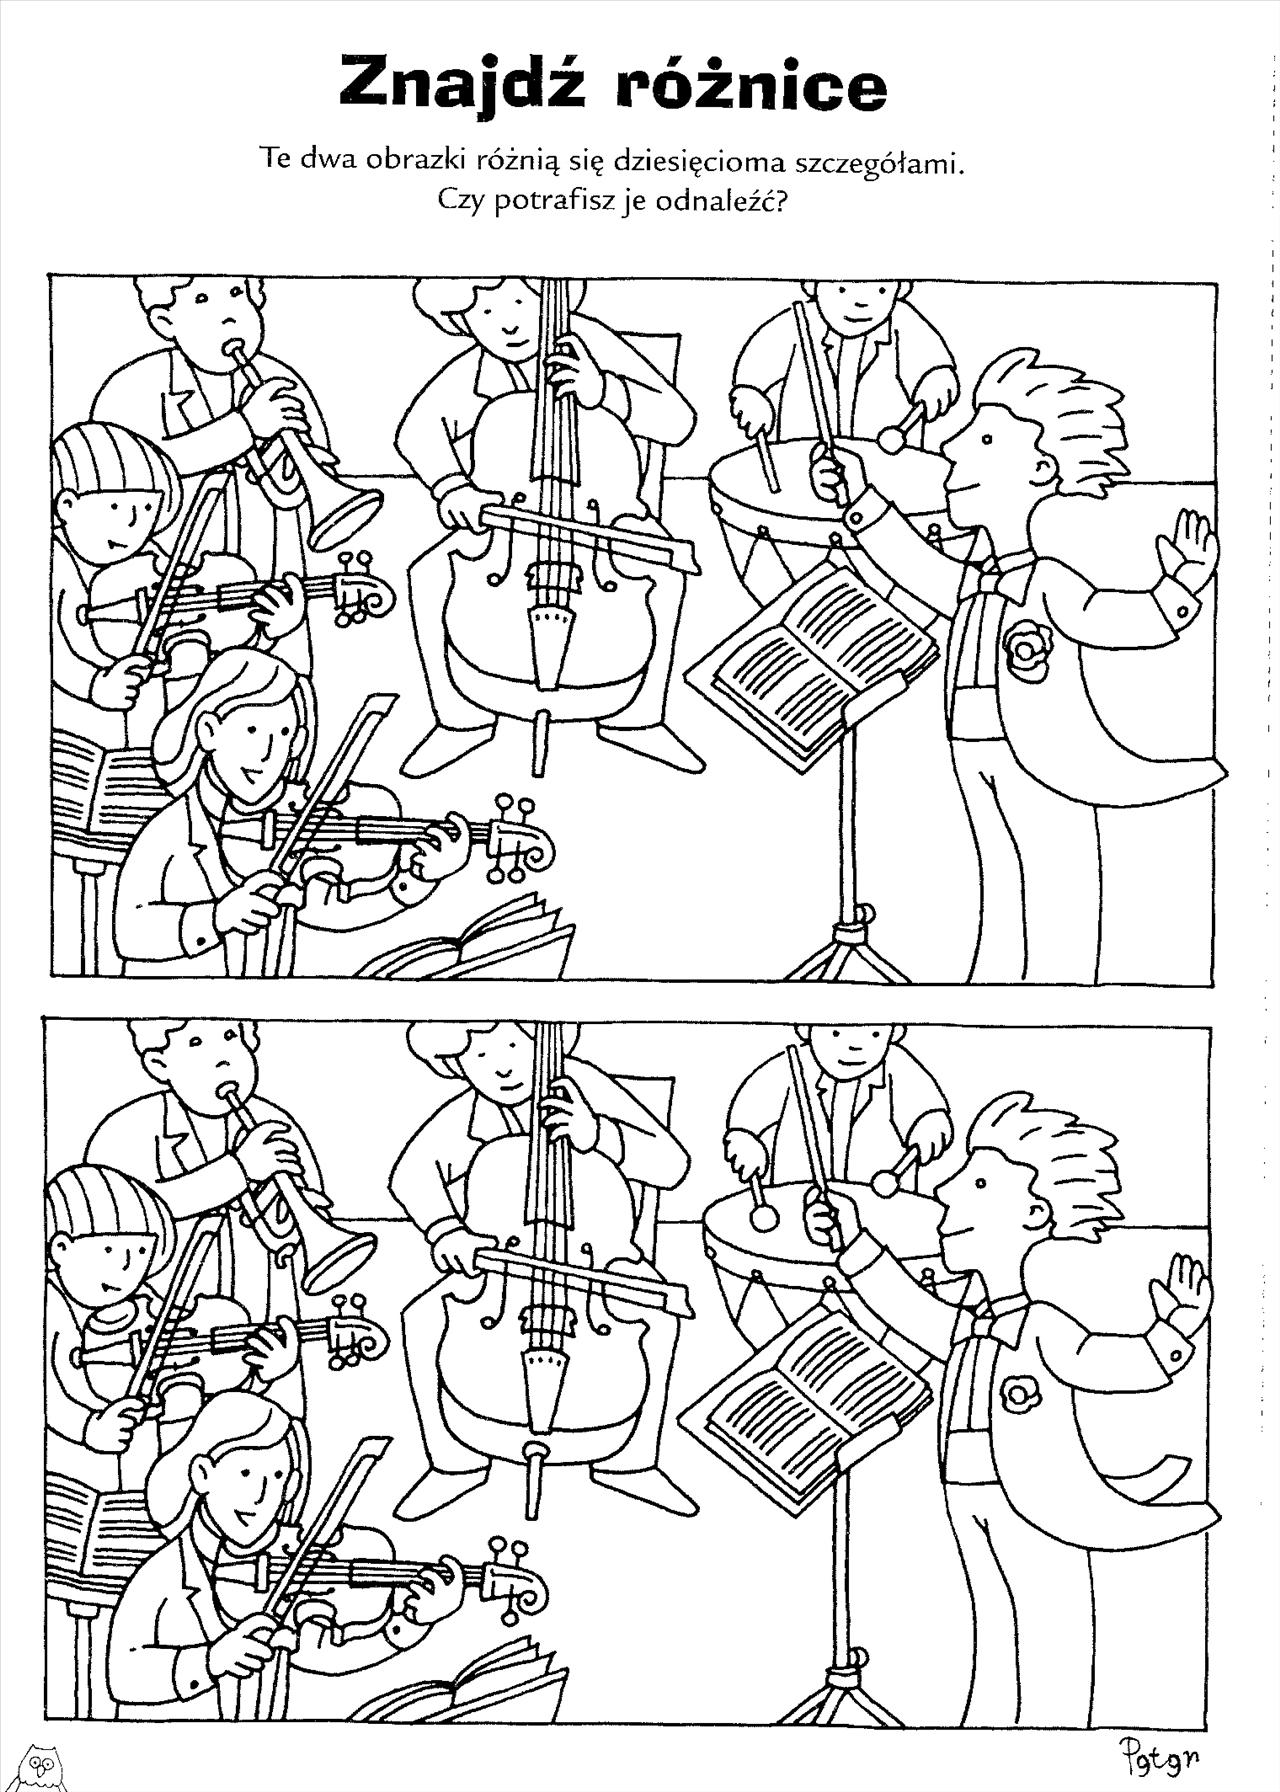 Znajdź różnice
Te dwa obrazki różnią się dziesięcioma szczegółami.
Czy potrafisz je odnaleźć?